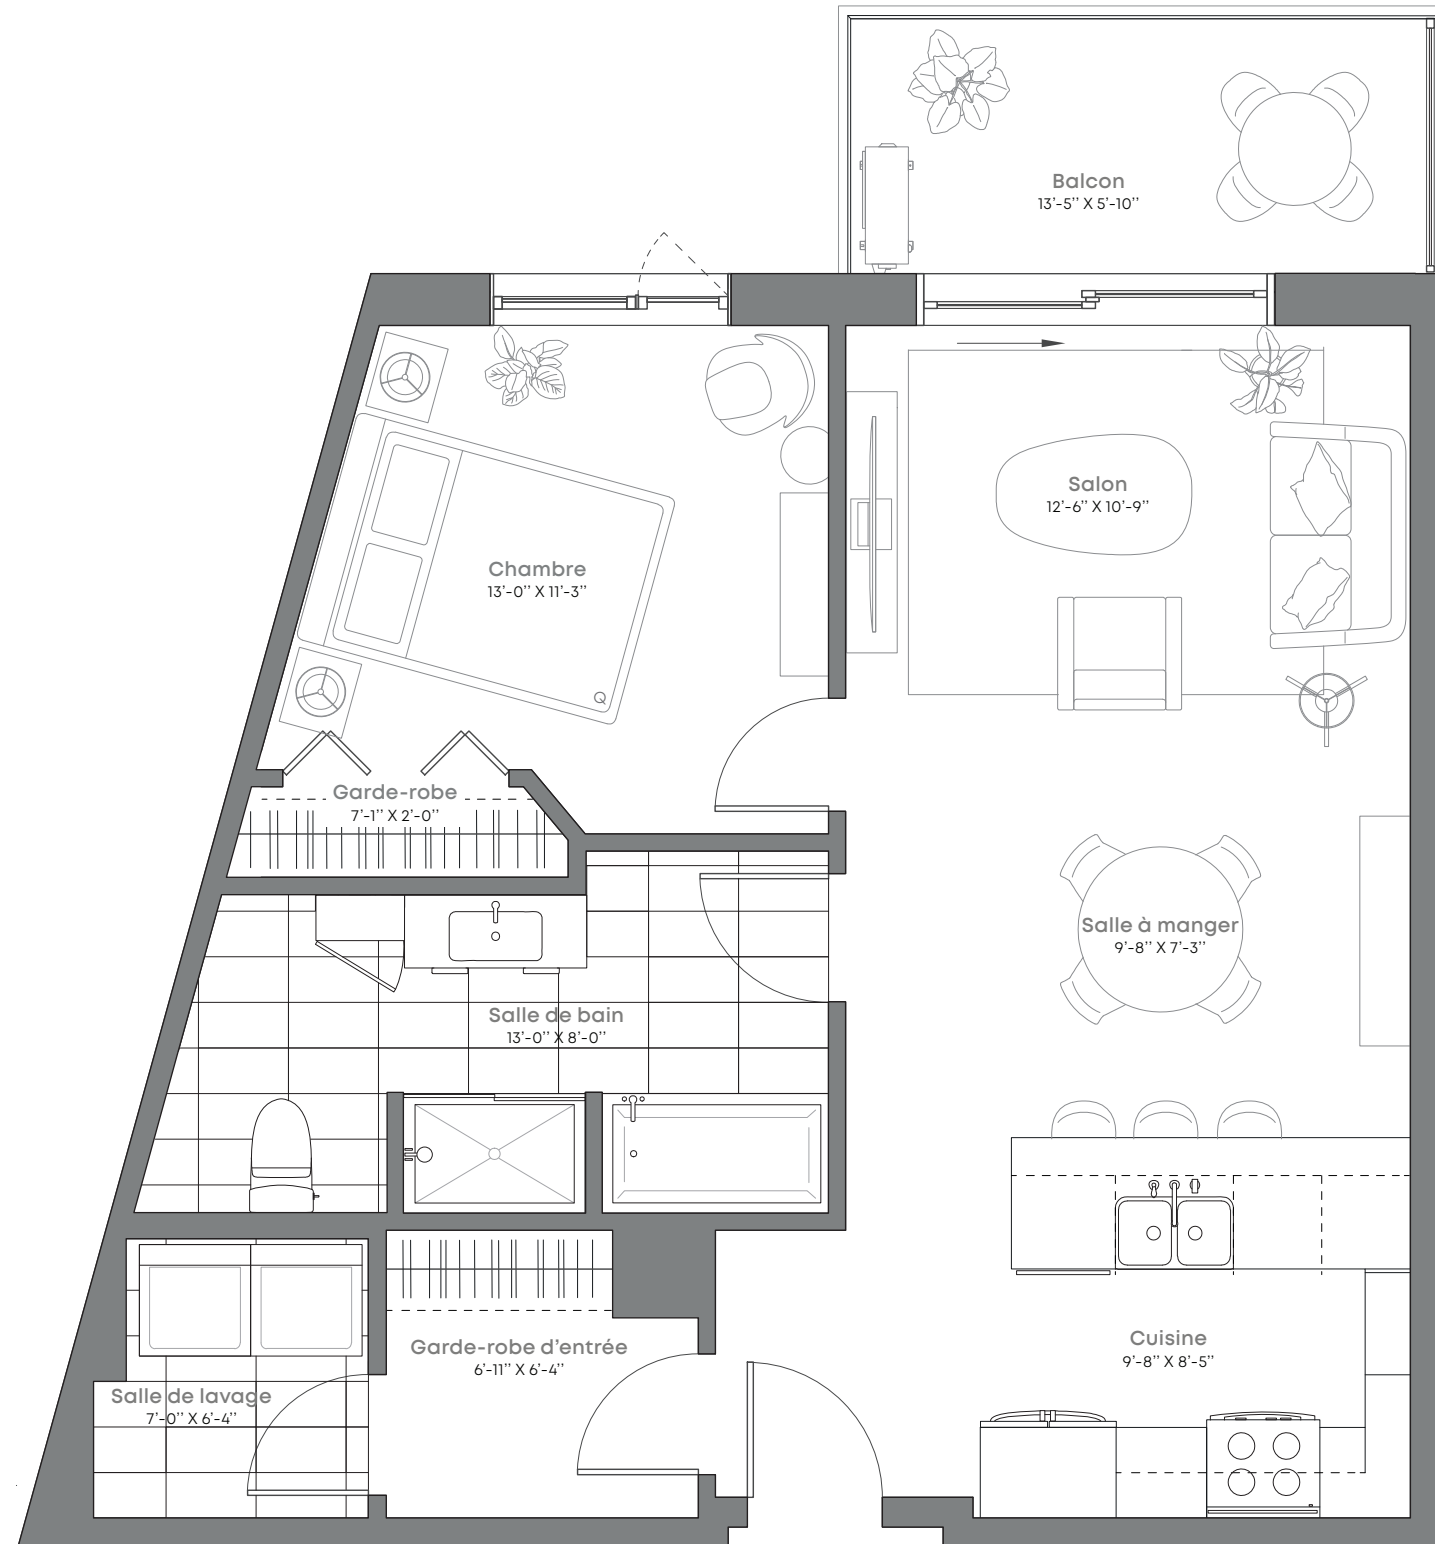 Balcon
13’-5’’ X 5’-10’’
Salon
12’-6’’ X 10’-9’’
Chambre
13’-0’’ X 11’-3’’
Q
Garde-robe
7’-1’’ X 2’-0’’
Salle à manger
9’-8’’ X 7’-3’’
Salle de bain
13’-0’’ X 8’-0’’
Cuisine
9’-8’’ X 8’-5’’
Garde-robe d’entrée
6’-11’’ X 6’-4’’
Salle de lavage
7’-0’’ X 6’-4’’